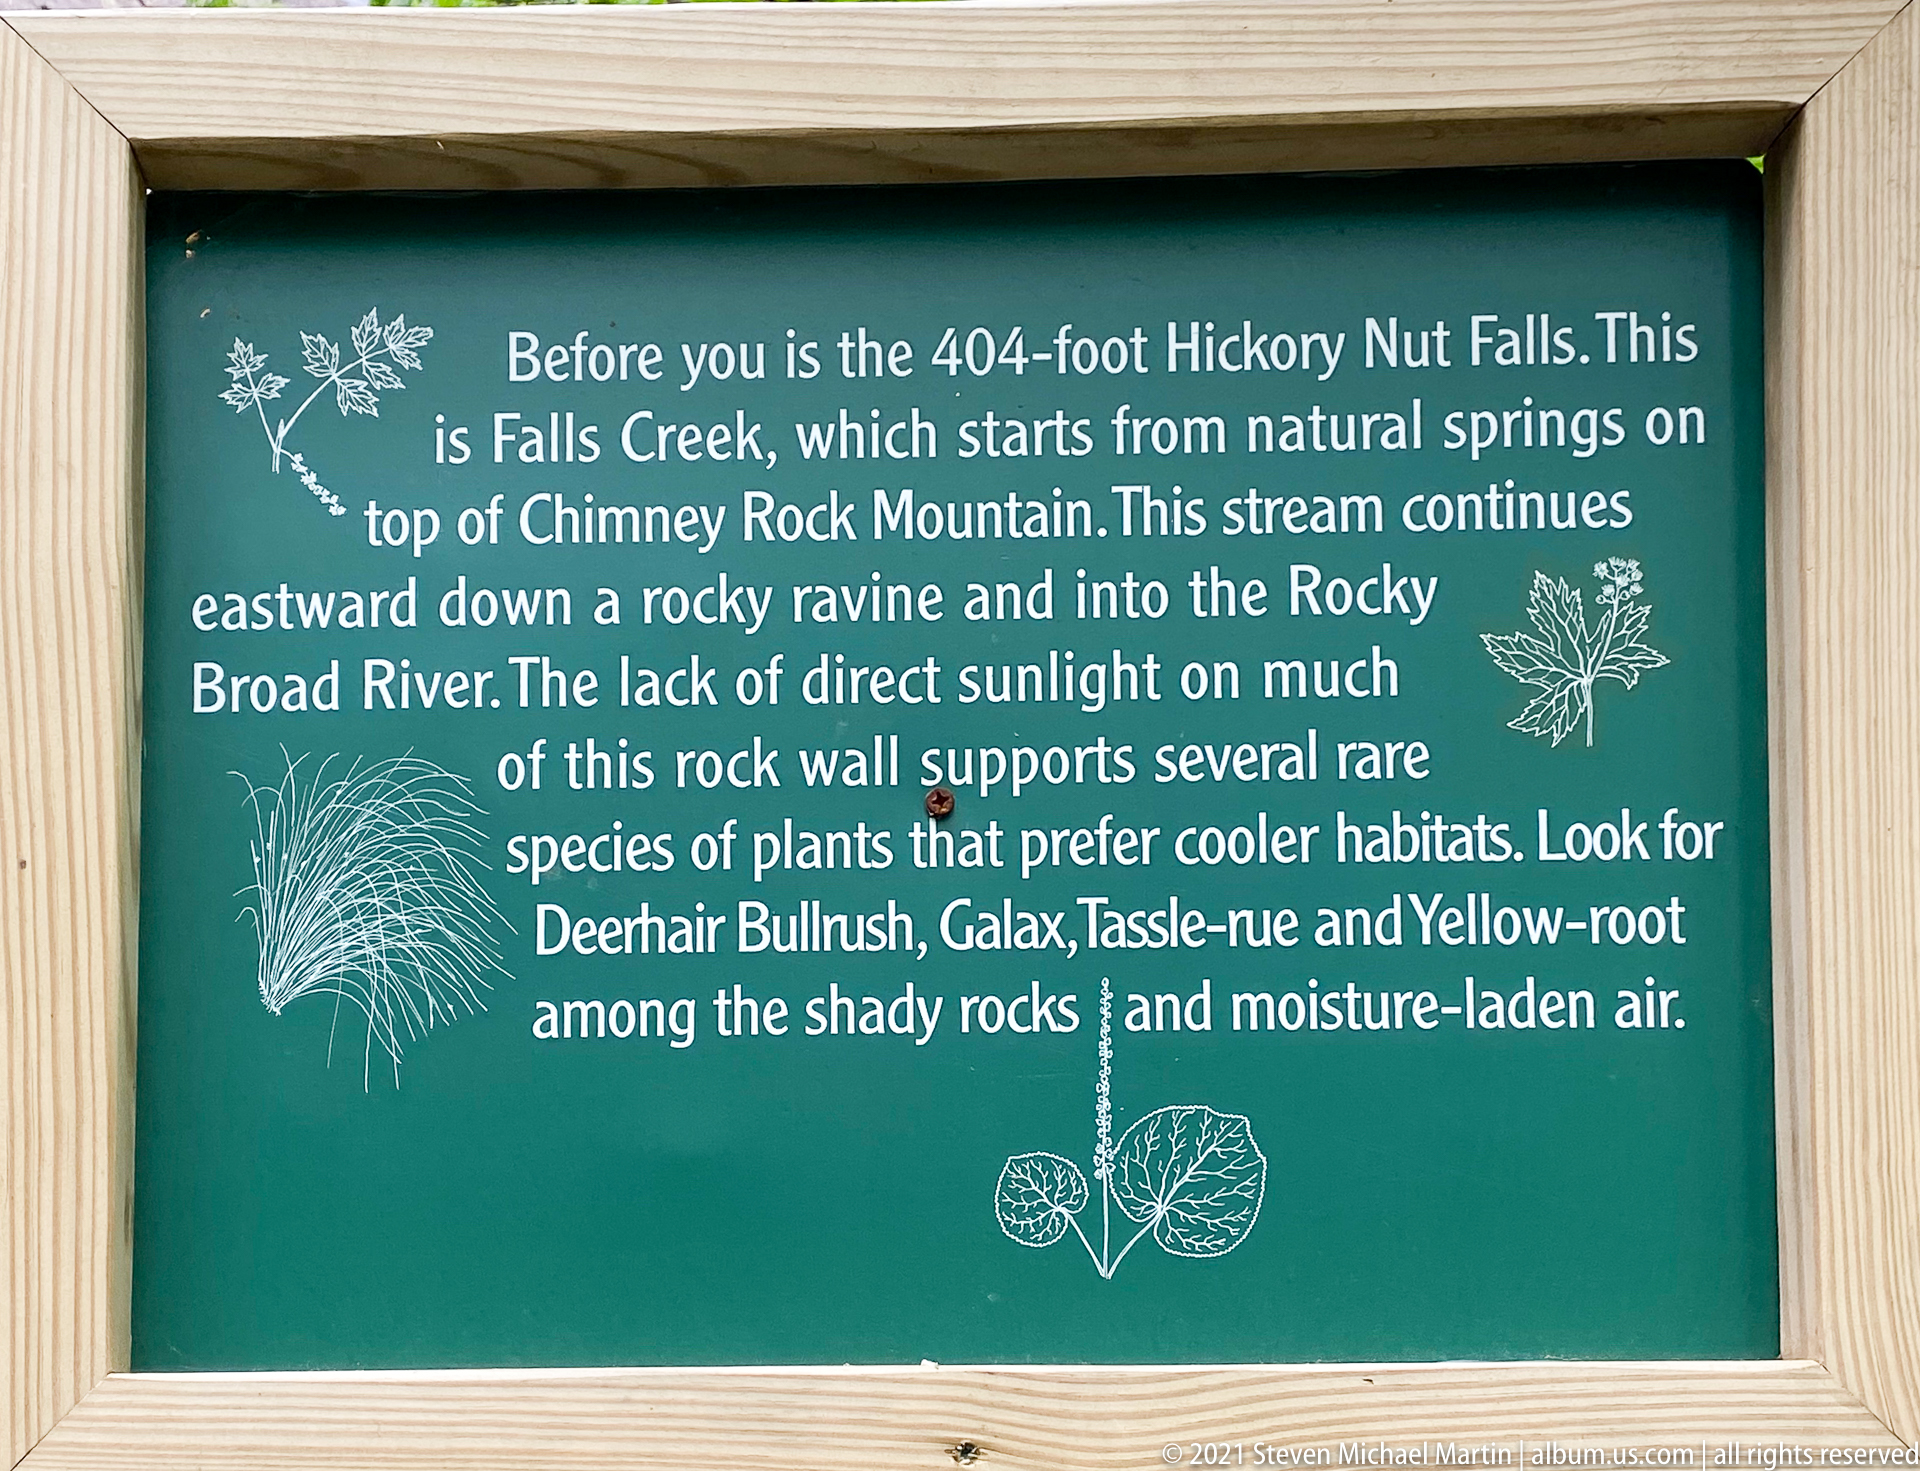 Before you is the 404-foot Hickory Nut Falls. This
is Falls Creek, which starts from natural springs on
top of Chimney Rock Mountain. This stream continues
eastward down a rocky ravine and into the Rocky
Broad River. The lack of direct sunlight on much
of this rock wall supports several rare
species of plants that prefer cooler habitats. Look for
Deerhair Bullrush, Galax, Tassle-rue and Yellow-root
among the shady rocks and moisture-laden air.
© 2021 Steven Michael Martin | album.us.com | all rights reserved